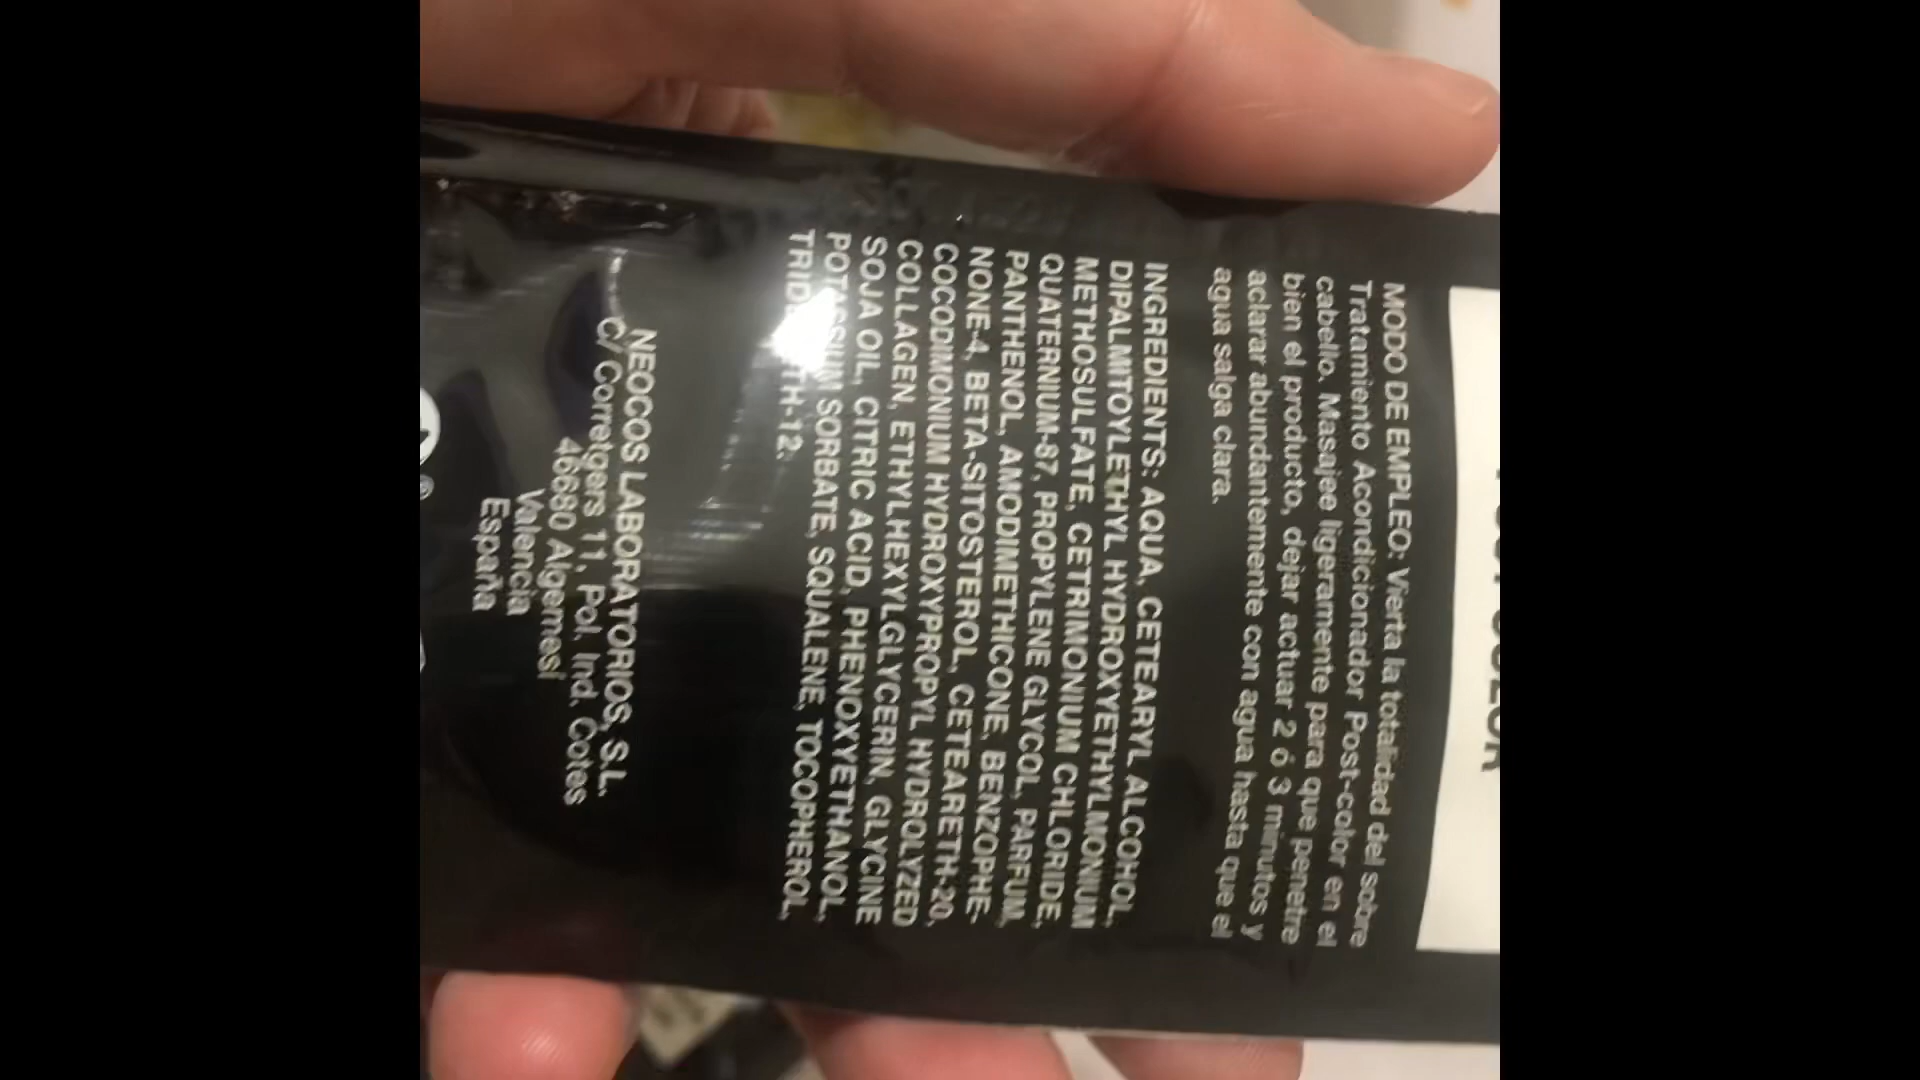 MODO DE EMPLEO: Vierta la totalidad del sobre
Tratamiento Acondicionador Post-color en el
cabello. Masajee ligeramente para que penetre
bien el producto, dejar actuar 2 ó 3 minutos y
aclarar abundantemente con agua hasta que el
agua salga clara.
INGREDIENTS: AQUA, CETEARYL ALCOHOL,
DIPALMITOYLETHYL HYDROXYETHYLMONIUM
METHOSULFATE, CETRIMONIUM CHLORIDE,
QUATERNIUM-87, PROPYLENE GLYCOL, PARFUM,
PANTHENOL, AMODIMETHICONE, BENZOPHE-
NONE-4, BETA-SITOSTEROL, CETEARETH-20,
COCODIMONIUM HYDROXYPROPYL HYDROLYZED
COLLAGEN, ETHYLHEXYLGLYCERIN, GLYCINE
SOJA OIL, CITRIC ACID, PHENOXYETHANOL,
POTASSIUM SORBATE, SQUALENE, TOCOPHEROL,
NEOCOS LABORATORIOS, S.L.
C/ Corretgers 11, Pol. Ind. Cotes
46680 Algemesí
Valencia
España